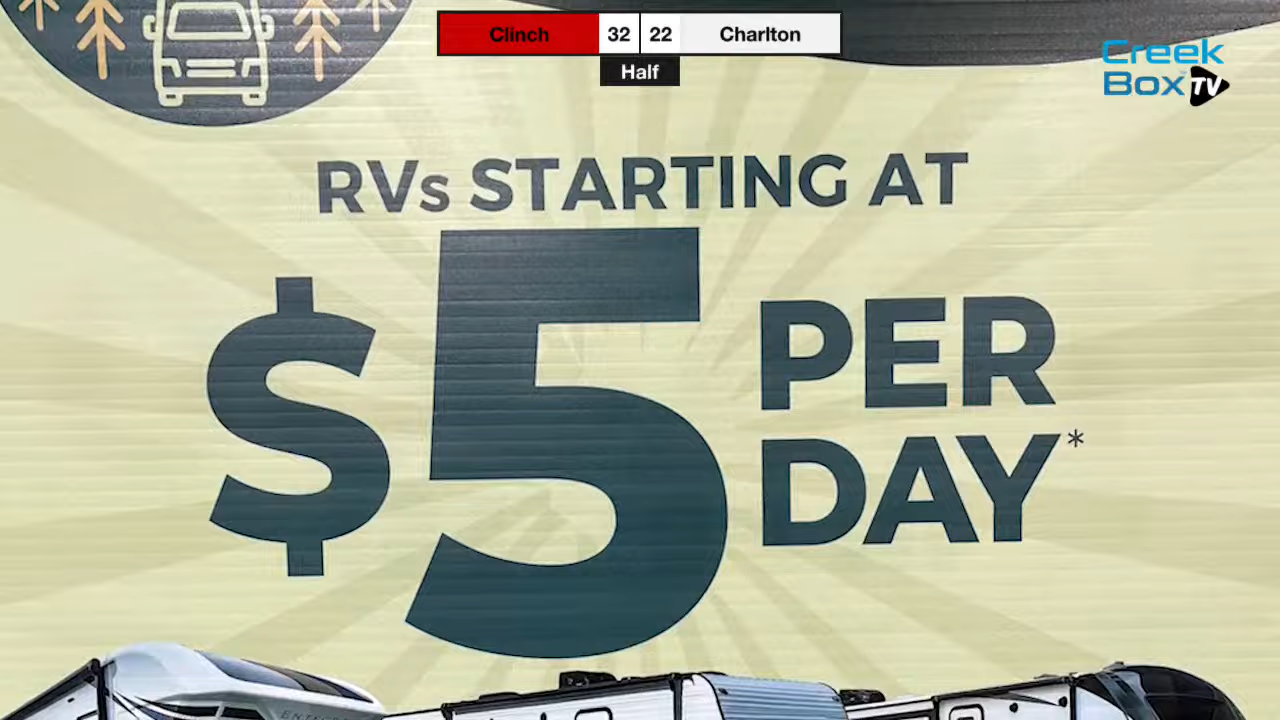 Clinch 32 22 Charlton
Half
Creek
Box TV
RVs STARTING AT
$5 PER
DAY*